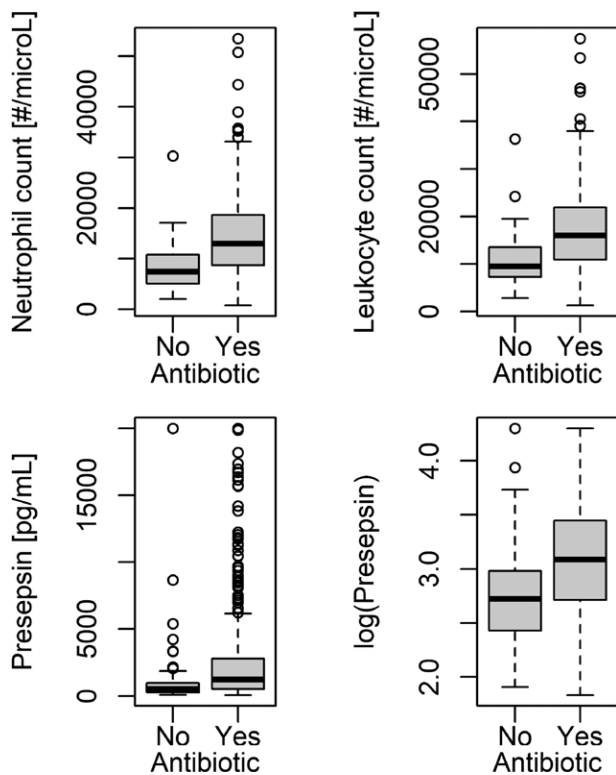 Neutrophil count [#/microL]
0 20000 40000
No Yes
Antibiotic
Leukocyte count [#/microL]
0 20000 50000
No Yes
Antibiotic
Presepsin [pg/mL]
0 5000 15000
No Yes
Antibiotic
log(Presepsin)
2.0 3.0 4.0
No Yes
Antibiotic